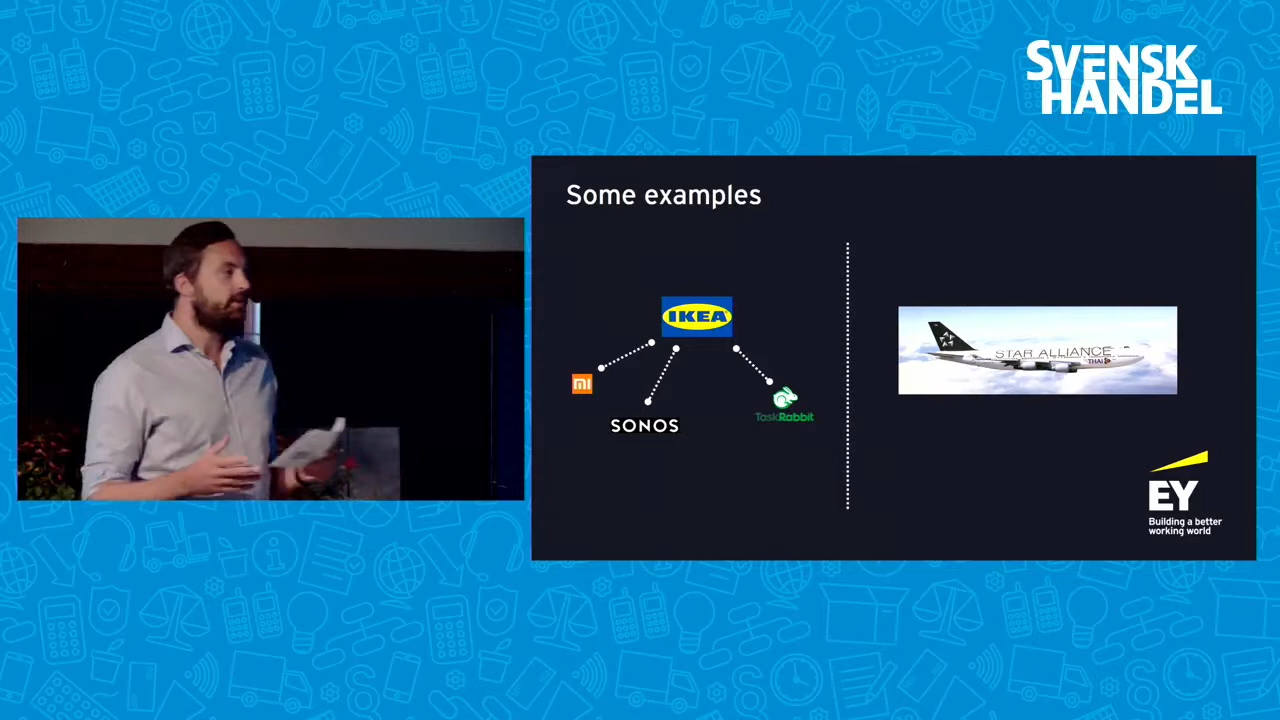 SVENSK
HANDEL
Some examples
IKEA
mi
SONOS
TaskRabbit
STAR ALLIANCE
THAI
EY
Building a better
working world